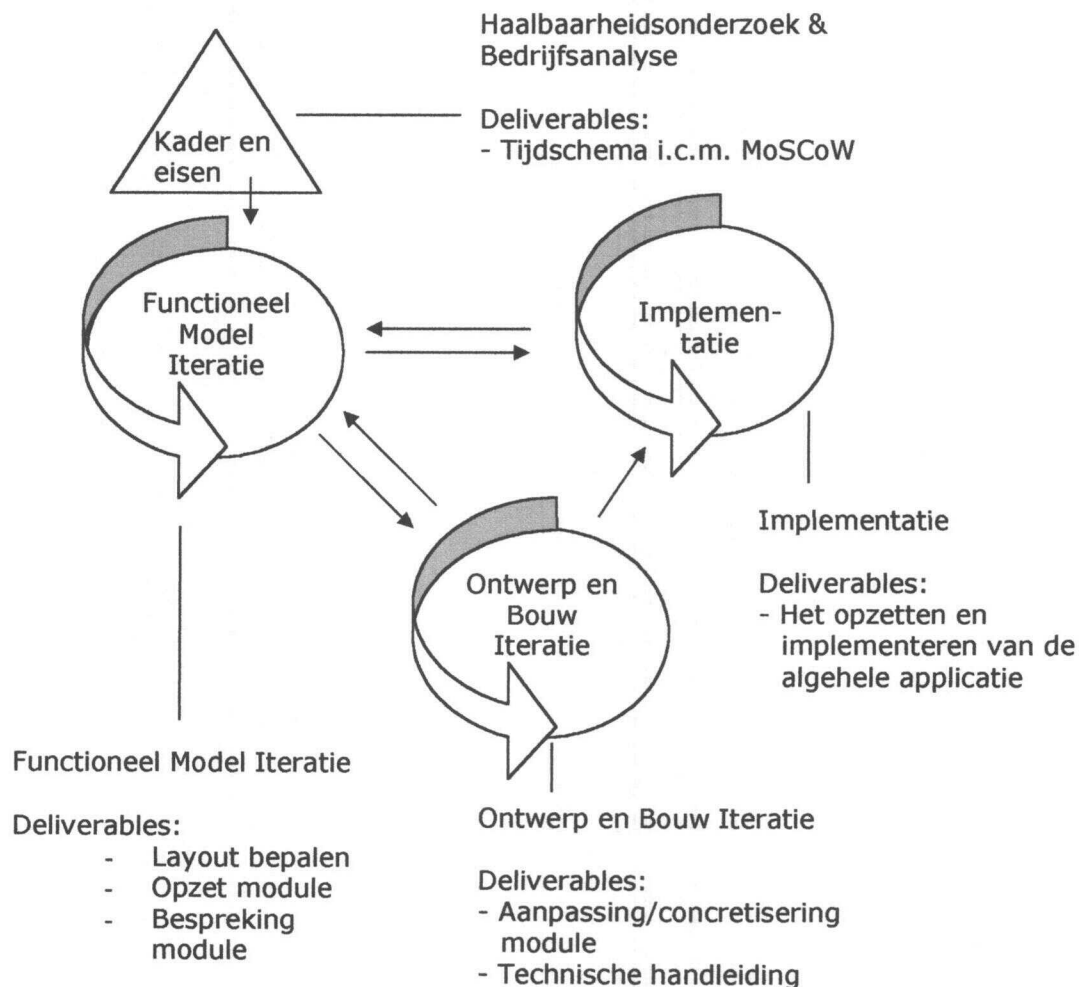 Haalbaarheidsonderzoek &
Bedrijfsanalyse
Deliverables:
- Tijdschema i.c.m. MoSCoW
Kader en
eisen
Functioneel
Model
Iteratie
Implemen-
tatie
Ontwerp en
Bouw
Iteratie
Implementatie
Deliverables:
- Het opzetten en
implementeren van de
algehele applicatie
Functioneel Model Iteratie
Deliverables:
- Layout bepalen
- Opzet module
- Bespreking
module
Ontwerp en Bouw Iteratie
Deliverables:
- Aanpassing/concretisering
module
- Technische handleiding